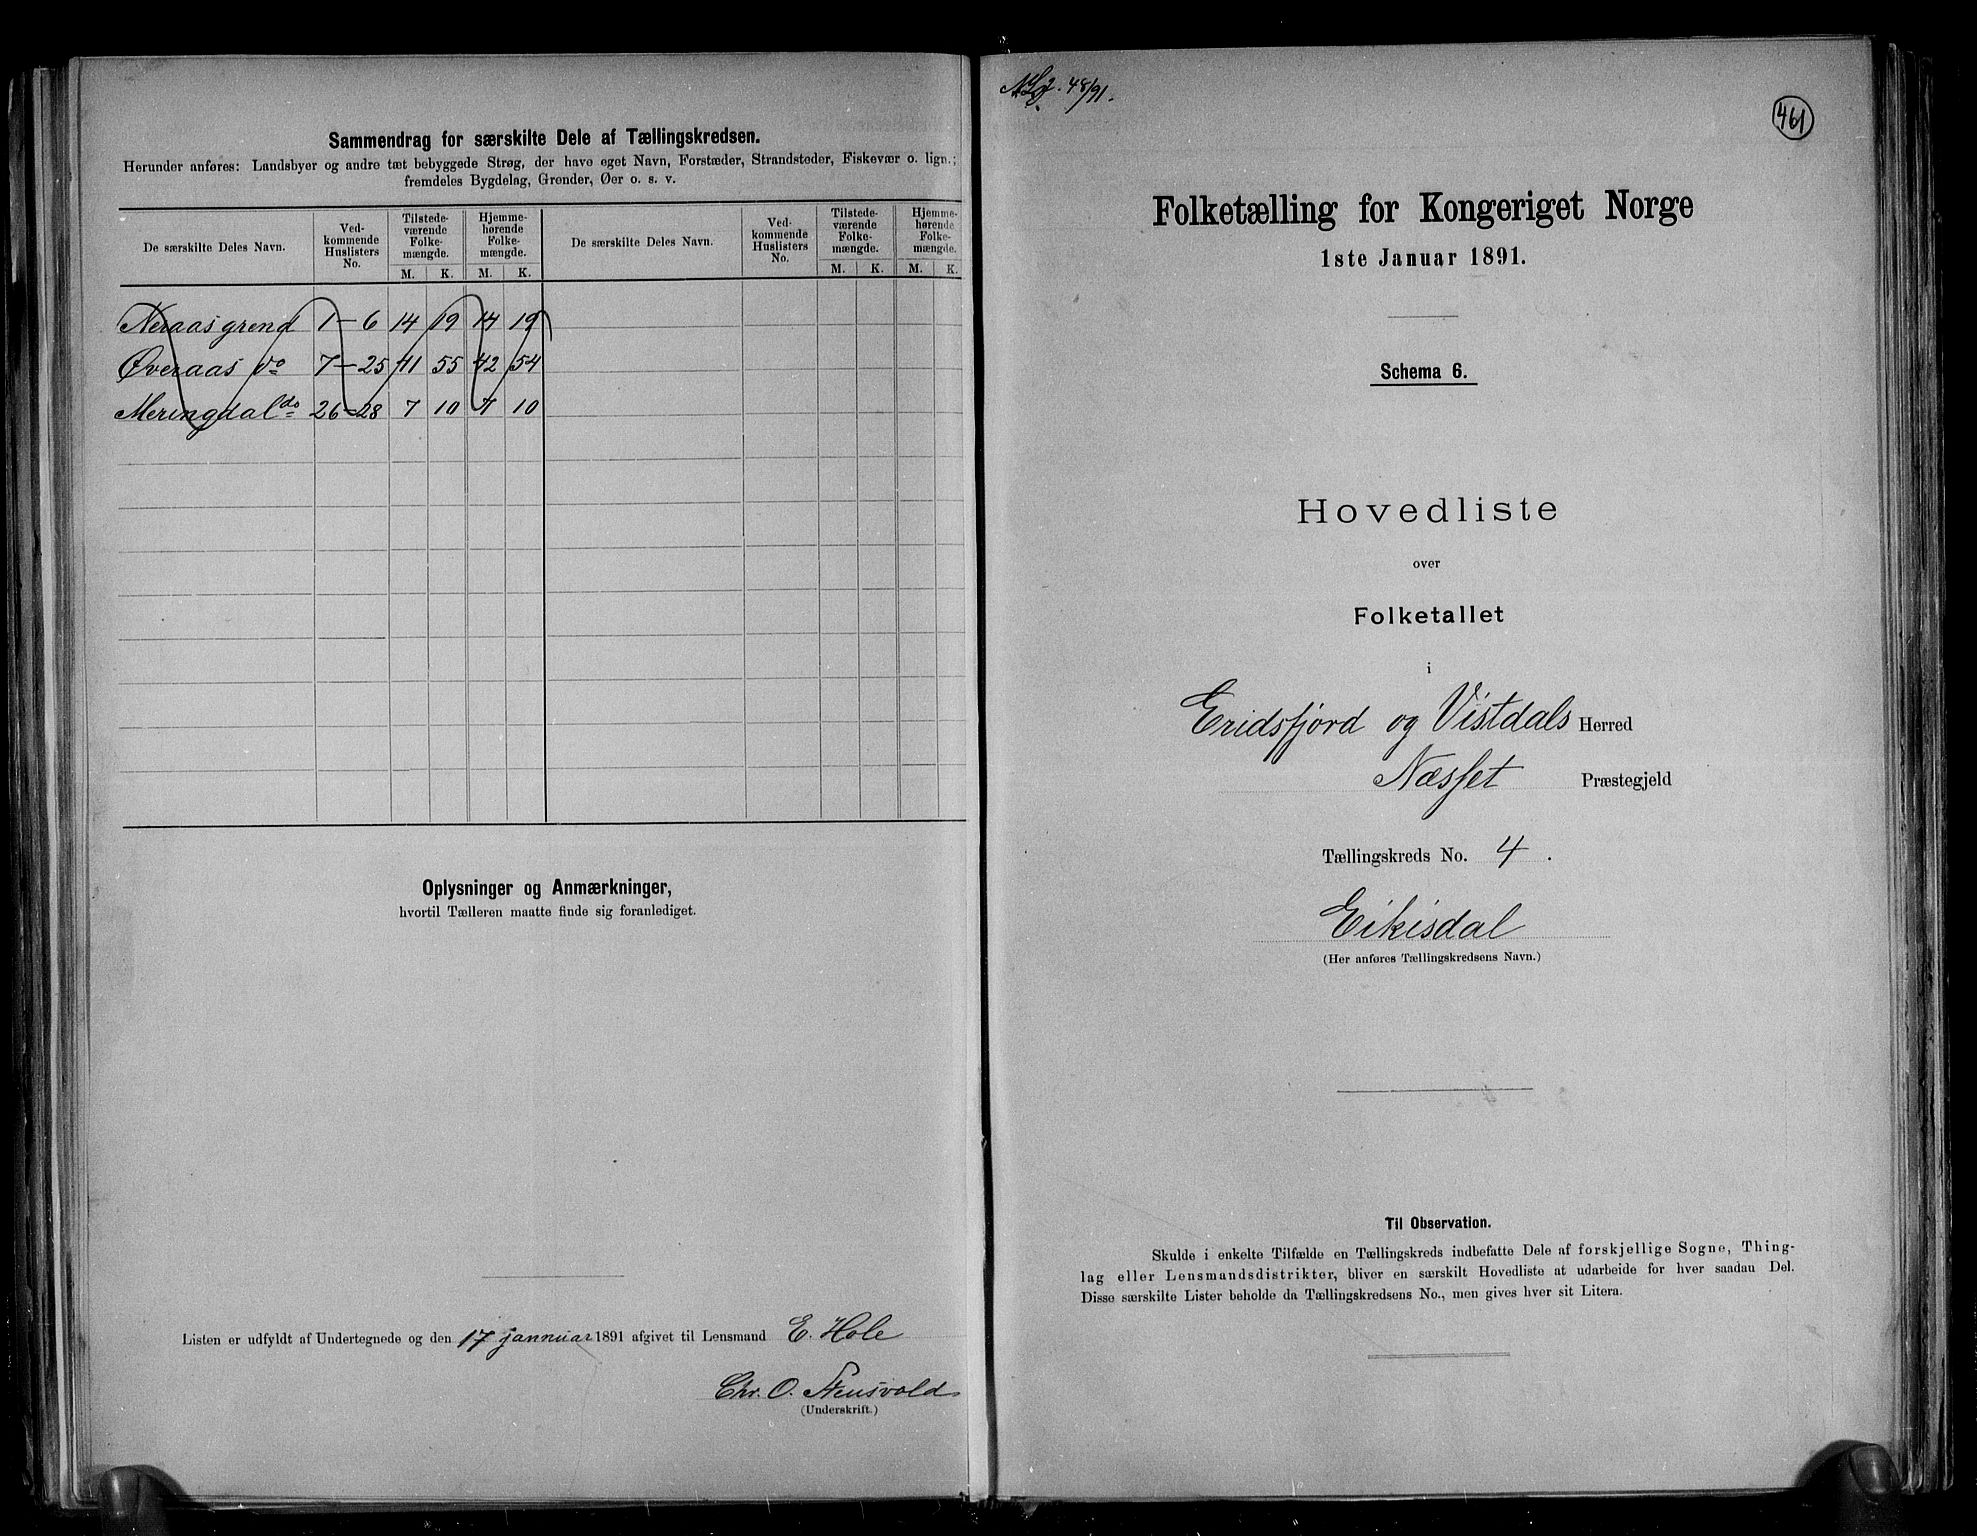 Sammendrag for særskilte Dele af Tællingskredsen.
Herunder anføres: Landsbyer og andre tæt bebyggede Strøg, der have eget Navn, Forstæder, Strandsteder, Fiskevær o. lign.;
fremdeles Bygdelag, Grender, Øer o. s. v.
De særskilte Deles Navn. Ved-kommende Huslisters No. Tilstede-værende Folke-mængde. M. K. Hjemme-hørende Folke-mængde. M. K. De særskilte Deles Navn. Ved-kommende Huslisters No. Tilstede-værende Folke-mængde. M. K. Hjemme-hørende Folke-mængde. M. K.
Neraasgrend 1–6 14 19 14 19
Øveraas do 7–25 41 55 42 54
Meringdal do 26–28 7 10 7 10
Oplysninger og Anmærkninger,
hvortil Tælleren maatte finde sig foranlediget.
Listen er udfyldt af Undertegnede og den 17 jannuar 1891 afgivet til Lensmand E. Hole
Chr. O. Stensvold
(Underskrift.)
48/91.
461
Folketælling for Kongeriget Norge
1ste Januar 1891.
Schema 6.
Hovedliste
over
Folketallet
i
Eridsfjord og Vistdals Herred
Næsset Præstegjeld
Tællingskreds No. 4.
Eikisdal
(Her anføres Tællingskredsens Navn.)
Til Observation.
Skulde i enkelte Tilfælde en Tællingskreds indbefatte Dele af forskjellige Sogne, Thing-
lag eller Lensmandsdistrikter, bliver en særskilt Hovedliste at udarbeide for hver saadan Del.
Disse særskilte Lister beholde da Tællingskredsens No., men gives hver sit Litera.